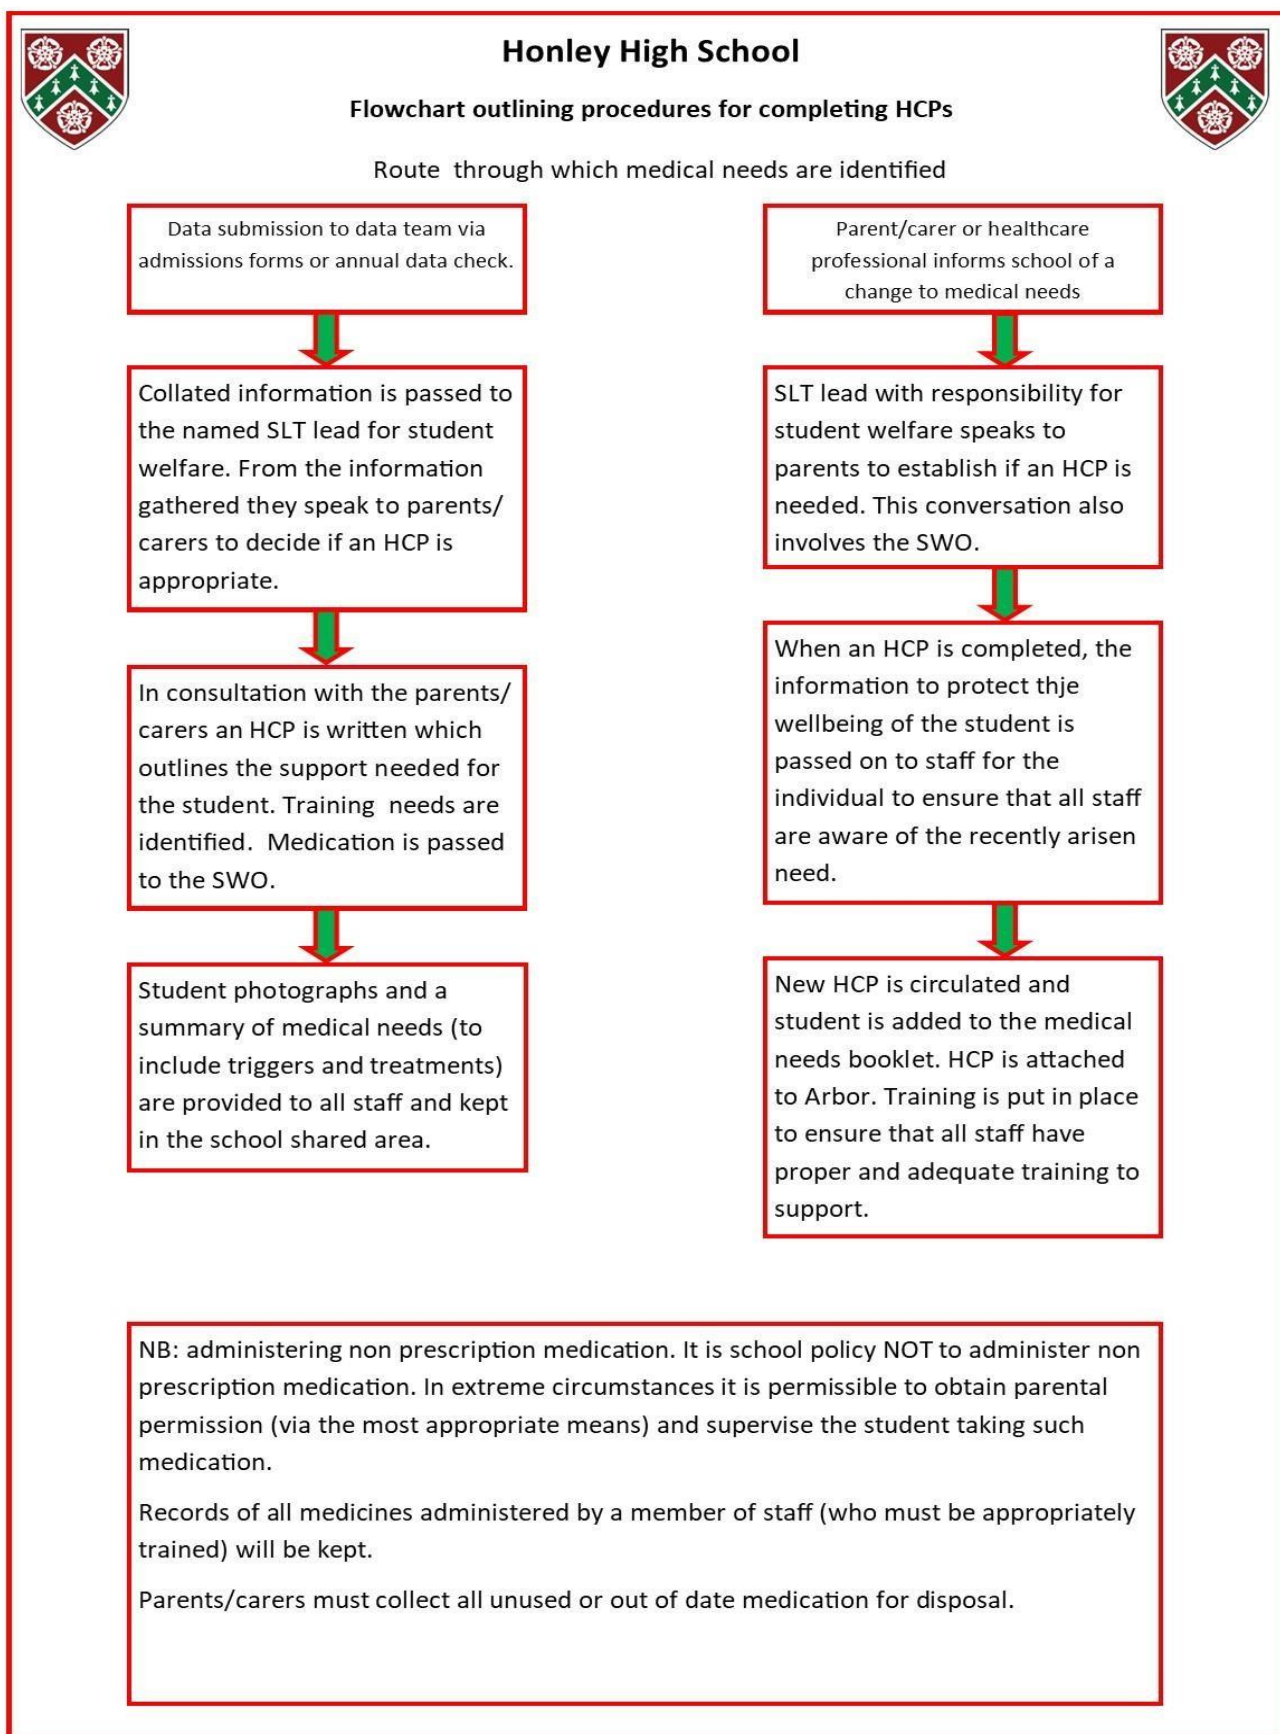 Honley High School
Flowchart outlining procedures for completing HCPs
Route  through which medical needs are identified
Data submission to data team via
admissions forms or annual data check.
Collated information is passed to
the named SLT lead for student
welfare. From the information
gathered they speak to parents/
carers to decide if an HCP is
appropriate.
In consultation with the parents/
carers an HCP is written which
outlines the support needed for
the student. Training  needs are
identified.  Medication is passed
to the SWO.
Student photographs and a
summary of medical needs (to
include triggers and treatments)
are provided to all staff and kept
in the school shared area.
Parent/carer or healthcare
professional informs school of a
change to medical needs
SLT lead with responsibility for
student welfare speaks to
parents to establish if an HCP is
needed. This conversation also
involves the SWO.
When an HCP is completed, the
information to protect thje
wellbeing of the student is
passed on to staff for the
individual to ensure that all staff
are aware of the recently arisen
need.
New HCP is circulated and
student is added to the medical
needs booklet. HCP is attached
to Arbor. Training is put in place
to ensure that all staff have
proper and adequate training to
support.
NB: administering non prescription medication. It is school policy NOT to administer non
prescription medication. In extreme circumstances it is permissible to obtain parental
permission (via the most appropriate means) and supervise the student taking such
medication.
Records of all medicines administered by a member of staff (who must be appropriately
trained) will be kept.
Parents/carers must collect all unused or out of date medication for disposal.